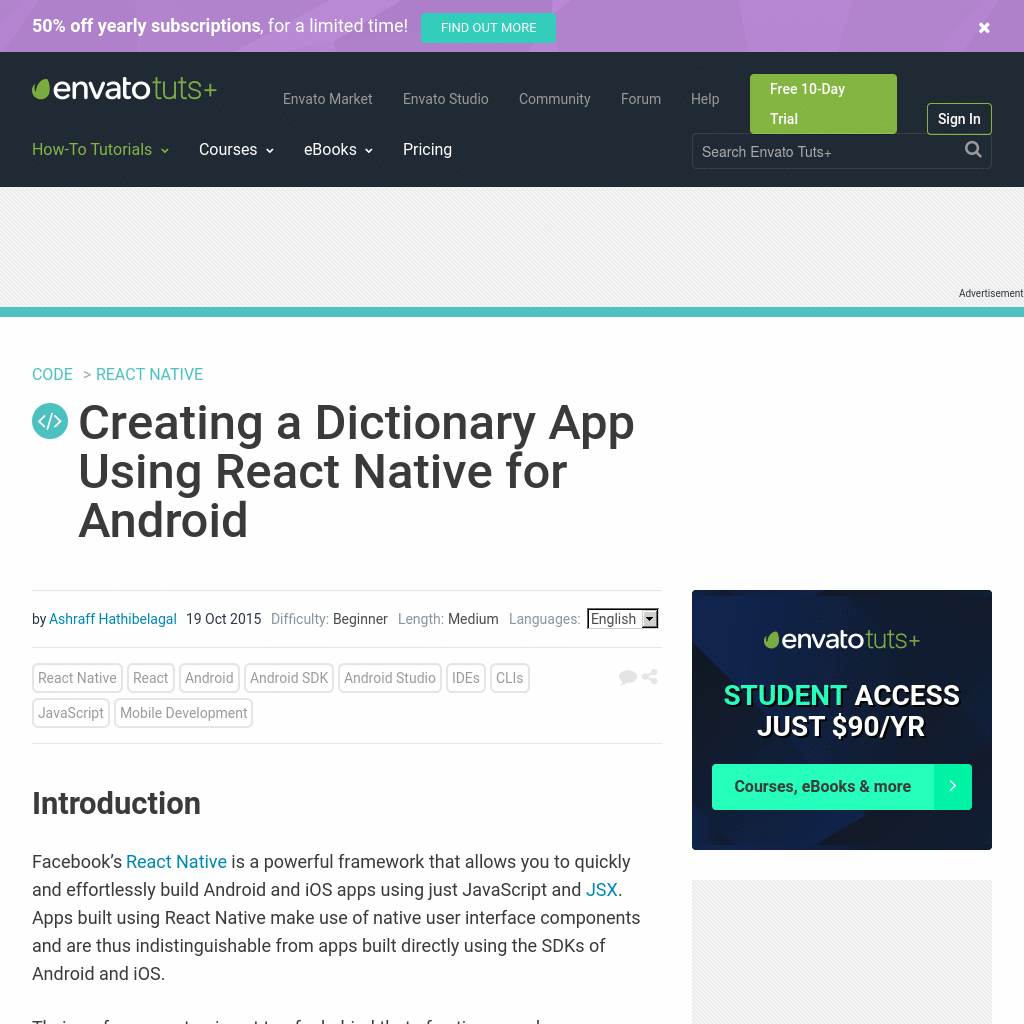 50% off yearly subscriptions, for a limited time! FIND OUT MORE ×
envatotuts+
Envato Market Envato Studio Community Forum Help Free 10-Day Trial Sign In
How-To Tutorials Courses eBooks Pricing Search Envato Tuts+
Advertisement
CODE > REACT NATIVE
</> Creating a Dictionary App
Using React Native for
Android
by Ashraff Hathibelagal 19 Oct 2015 Difficulty: Beginner Length: Medium Languages: English
React Native React Android Android SDK Android Studio IDEs CLIs
JavaScript Mobile Development
envatotuts+
STUDENT ACCESS
JUST $90/YR
Courses, eBooks & more
Introduction
Facebook’s React Native is a powerful framework that allows you to quickly
and effortlessly build Android and iOS apps using just JavaScript and JSX.
Apps built using React Native make use of native user interface components
and are thus indistinguishable from apps built directly using the SDKs of
Android and iOS.